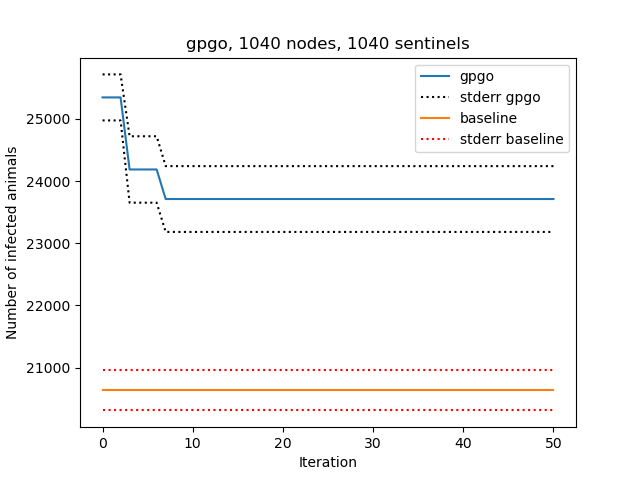 gpgo, 1040 nodes, 1040 sentinels
gpgo
stderr gpgo
baseline
stderr baseline
25000
24000
23000
22000
21000
Number of infected animals
0 10 20 30 40 50
Iteration